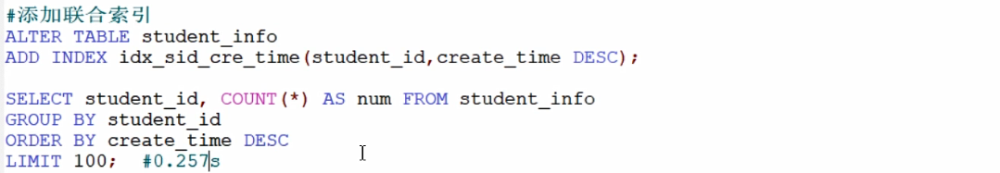 #添加联合索引
ALTER TABLE student_info
ADD INDEX idx_sid_cre_time(student_id,create_time DESC);
SELECT student_id, COUNT(*) AS num FROM student_info
GROUP BY student_id
ORDER BY create_time DESC
LIMIT 100;  #0.257s